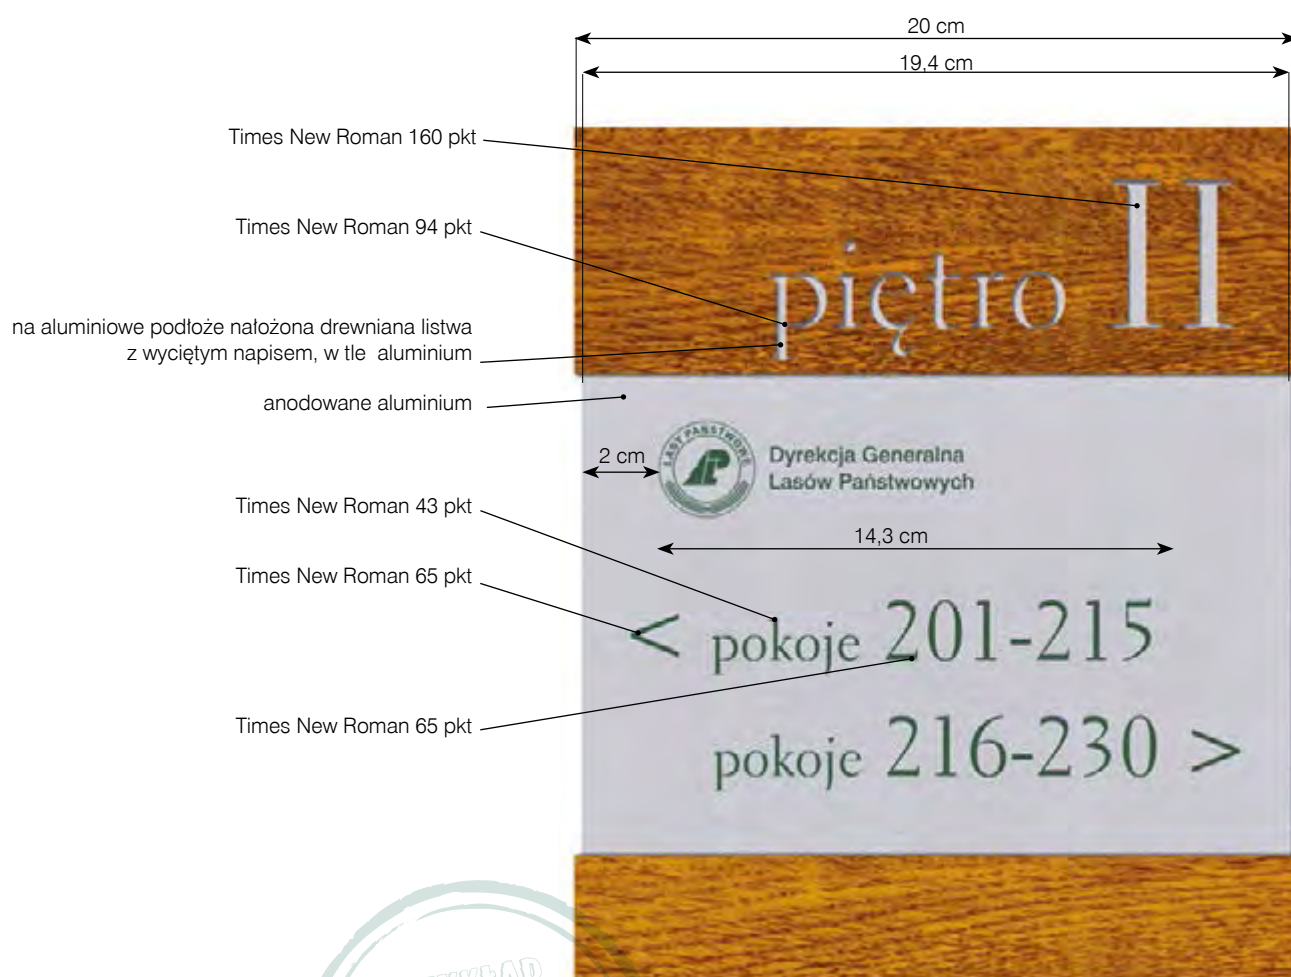 20 cm
19,4 cm
Times New Roman 160 pkt
Times New Roman 94 pkt
piętro II
na aluminiowe podłoże nałożona drewniana listwa
z wyciętym napisem, w tle aluminium
anodowane aluminium
LASY PAŃSTWOWE
2 cm
Dyrekcja Generalna
Lasów Państwowych
Times New Roman 43 pkt
14,3 cm
Times New Roman 65 pkt
< pokoje 201-215
Times New Roman 65 pkt
pokoje 216-230 >